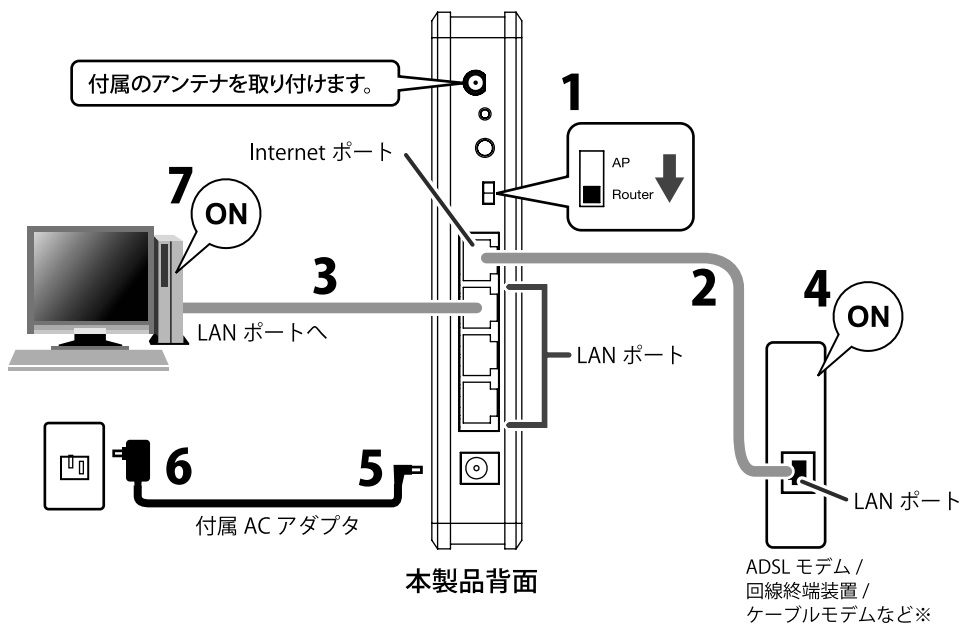 付属のアンテナを取り付けます。
1
AP
Router
Internet ポート
7
ON
3
2
4
ON
LAN ポートへ
LAN ポート
6
5
LAN ポート
付属 AC アダプタ
本製品背面
ADSL モデム /
回線終端装置 /
ケーブルモデムなど※